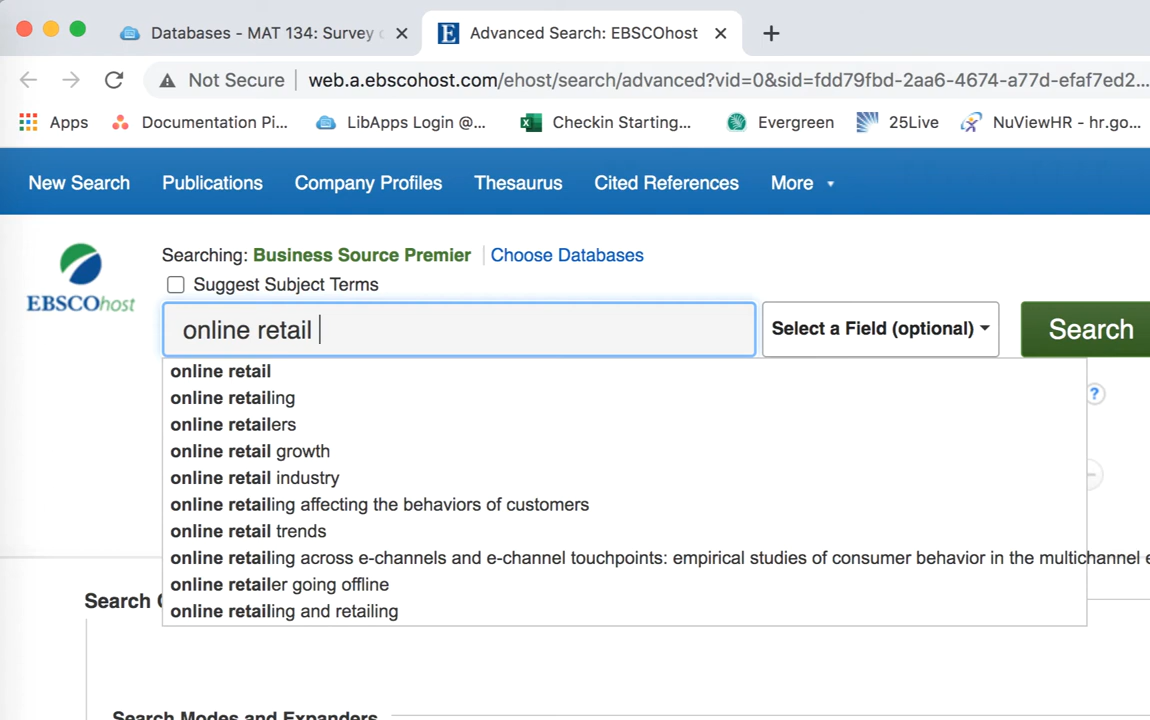 Databases - MAT 134: Survey
Advanced Search: EBSCOhost
Not Secure | web.a.ebscohost.com/ehost/search/advanced?vid=0&sid=fdd79fbd-2aa6-4674-a77d-efaf7ed2...
Apps Documentation Pi... LibApps Login @... Checkin Starting... Evergreen 25Live NuViewHR - hr.go...
New Search Publications Company Profiles Thesaurus Cited References More
Searching: Business Source Premier Choose Databases
Suggest Subject Terms
EBSCOhost
online retail Select a Field (optional) Search
online retail
online retailing
online retailers
?
online retail growth
online retail industry
online retailing affecting the behaviors of customers
online retail trends
online retailing across e-channels and e-channel touchpoints: empirical studies of consumer behavior in the multichannel e
online retailer going offline
Search
online retailing and retailing
Search Modes and Expanders